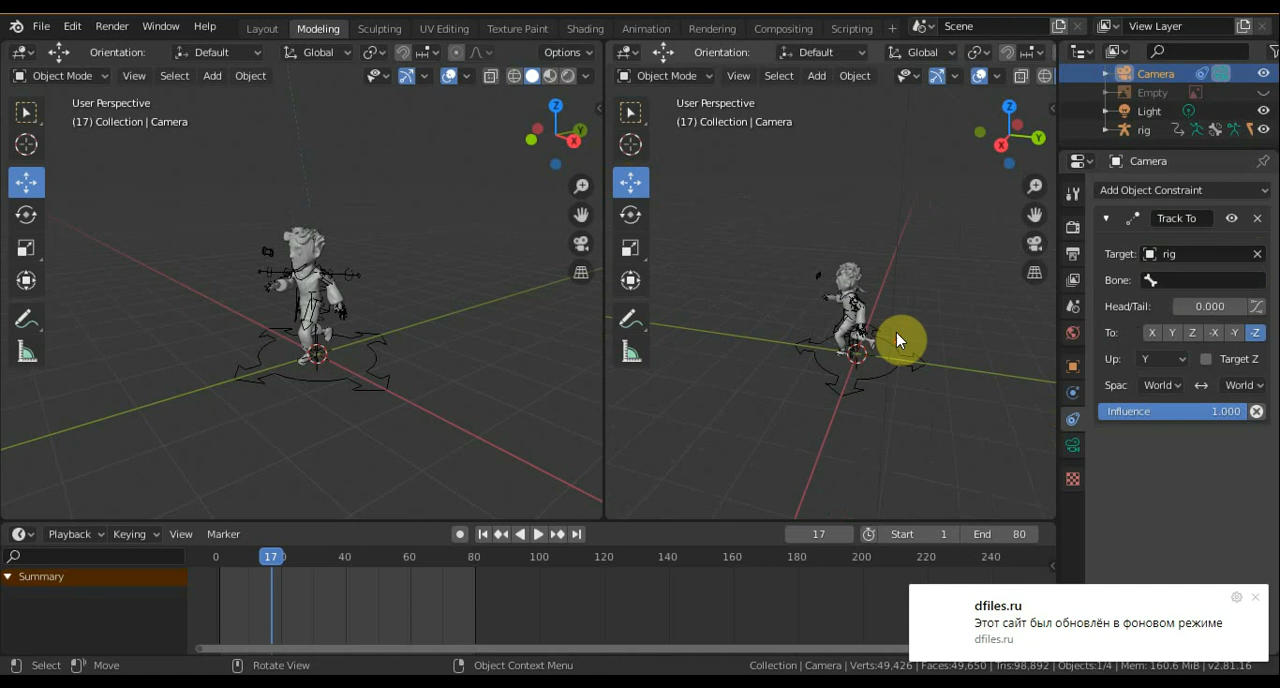 File Edit Render Window Help Layout Modeling Sculpting UV Editing Texture Paint Shading Animation Rendering Compositing Scripting + Scene View Layer
Orientation: Default Global Options
Orientation: Default Global
Object Mode View Select Add Object
Object Mode View Select Add Object
User Perspective
(17) Collection | Camera
Z
Y
X
User Perspective
(17) Collection | Camera
Z
Y
X
Camera
Empty
Light
rig
Camera
Add Object Constraint
Track To
Target: rig
Bone:
Head/Tail: 0.000
To: X Y Z -X -Y -Z
Up: Y Target Z
Spac World World
Influence 1.000
Playback Keying View Marker 17 Start 1 End 80
0 17 40 60 80 100 120 140 160 180 200 220 240
Summary
dfiles.ru
Этот сайт был обновлён в фоновом режиме
dfiles.ru
Select Move Rotate View Object Context Menu Collection | Camera | Verts:49,426 | Faces:49,650 | Tris:98,892 | Objects:1/4 | Mem: 160.6 MiB | v2.81.16